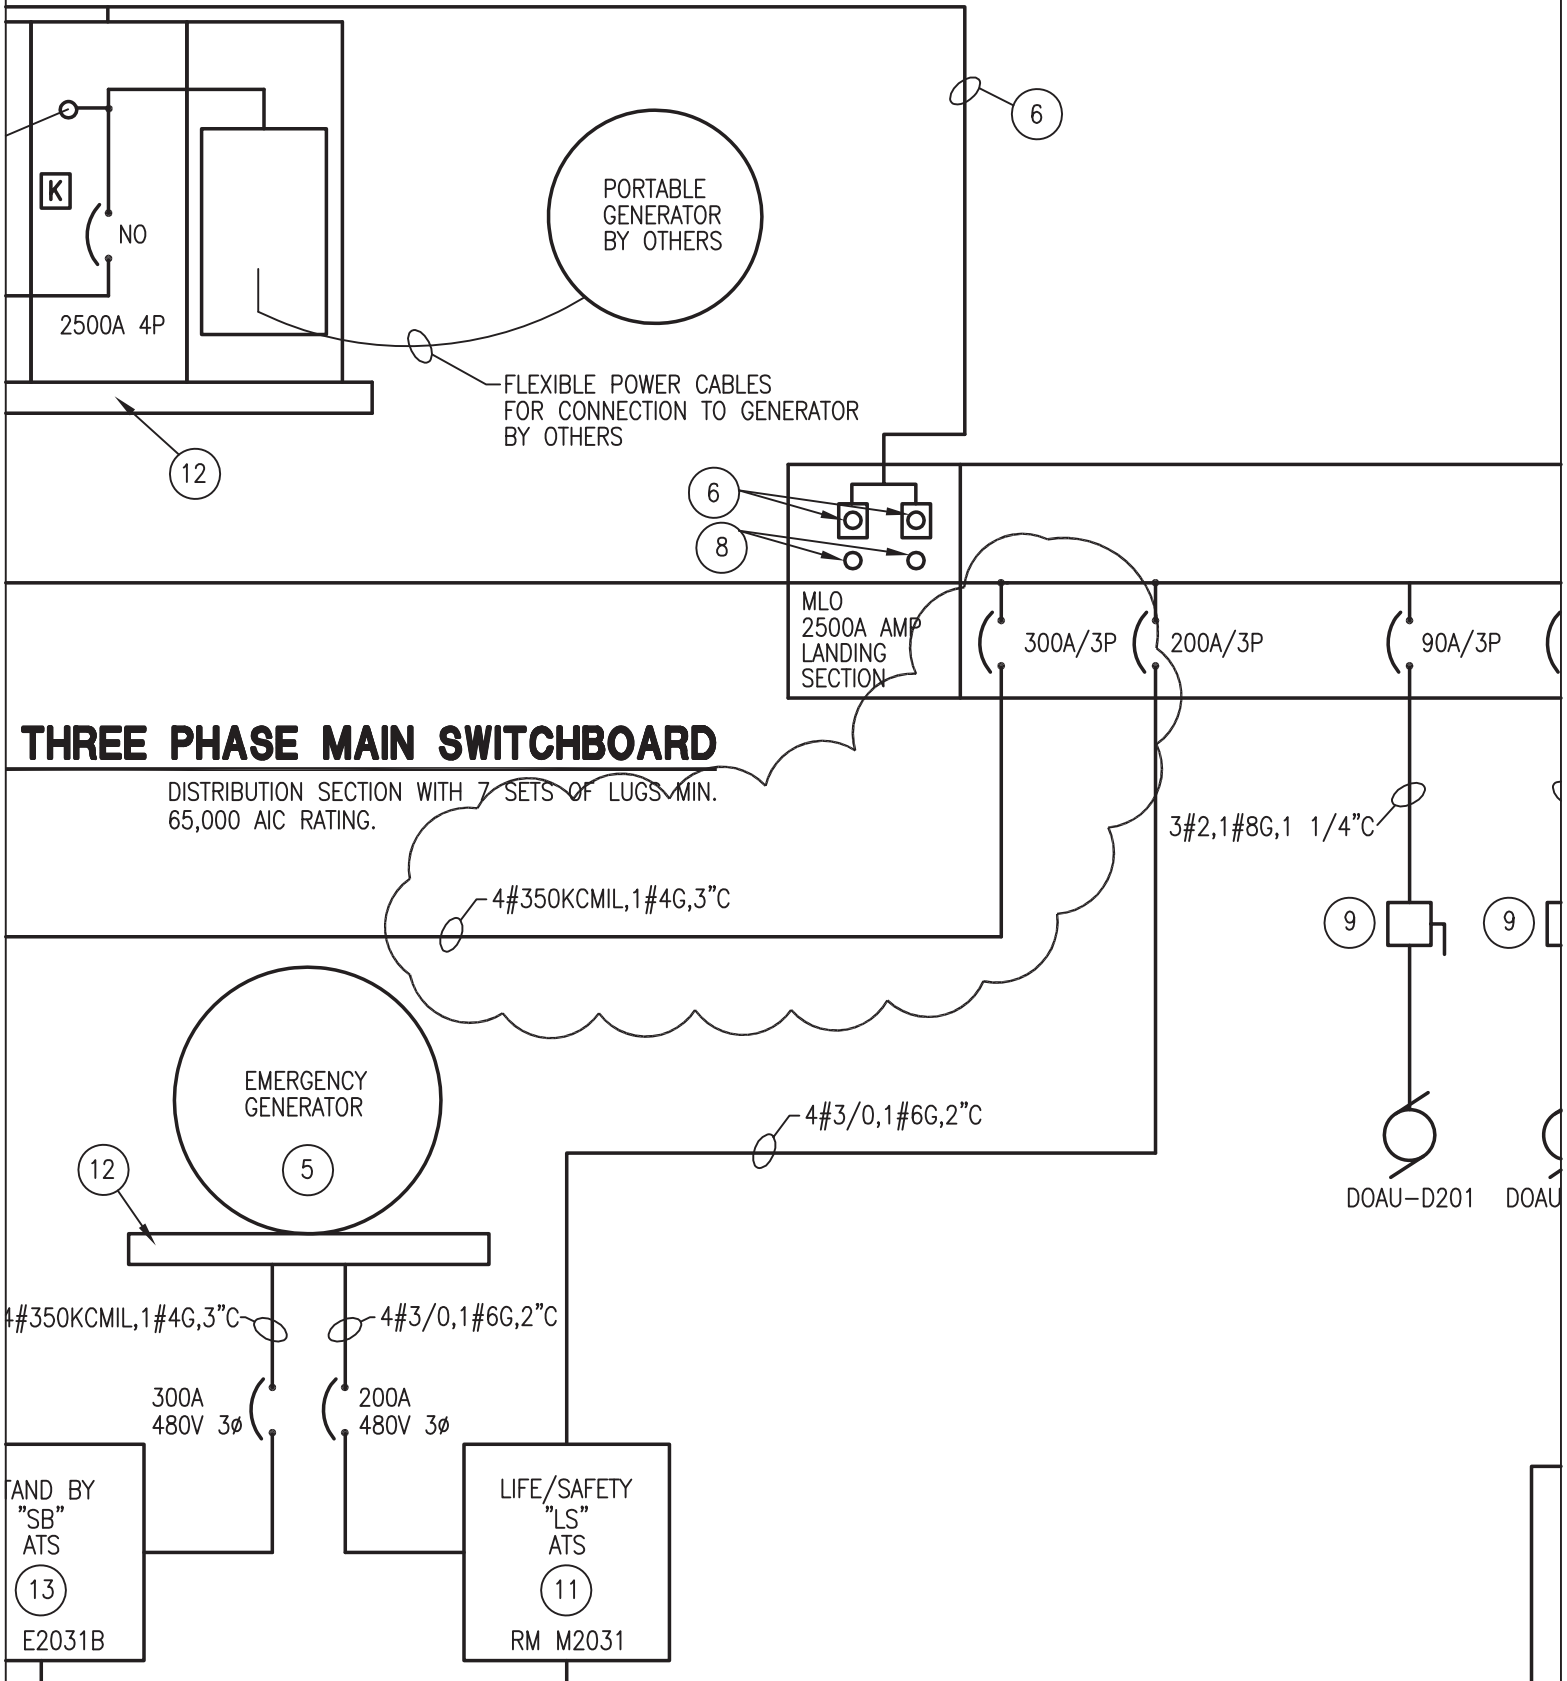 6
K
NO
2500A 4P
12
PORTABLE
GENERATOR
BY OTHERS
FLEXIBLE POWER CABLES
FOR CONNECTION TO GENERATOR
BY OTHERS
6
8
MLO
2500A AMP
LANDING
SECTION
300A/3P
200A/3P
90A/3P
THREE PHASE MAIN SWITCHBOARD
DISTRIBUTION SECTION WITH 7 SETS OF LUGS MIN.
65,000 AIC RATING.
3#2,1#8G,1 1/4"C
4#350KCMIL,1#4G,3"C
9
9
EMERGENCY
GENERATOR
5
12
4#3/0,1#6G,2"C
DOAU-D201
DOAU
4#350KCMIL,1#4G,3"C
4#3/0,1#6G,2"C
300A
480V 3ø
200A
480V 3ø
TAND BY
"SB"
ATS
13
E2031B
LIFE/SAFETY
"LS"
ATS
11
RM M2031